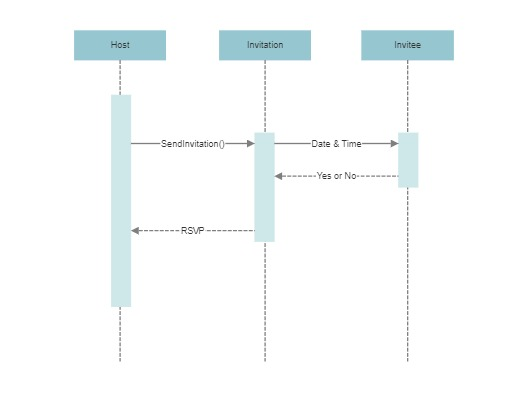 Host
Invitation
Invitee
SendInvitation()
Date & Time
Yes or No
RSVP